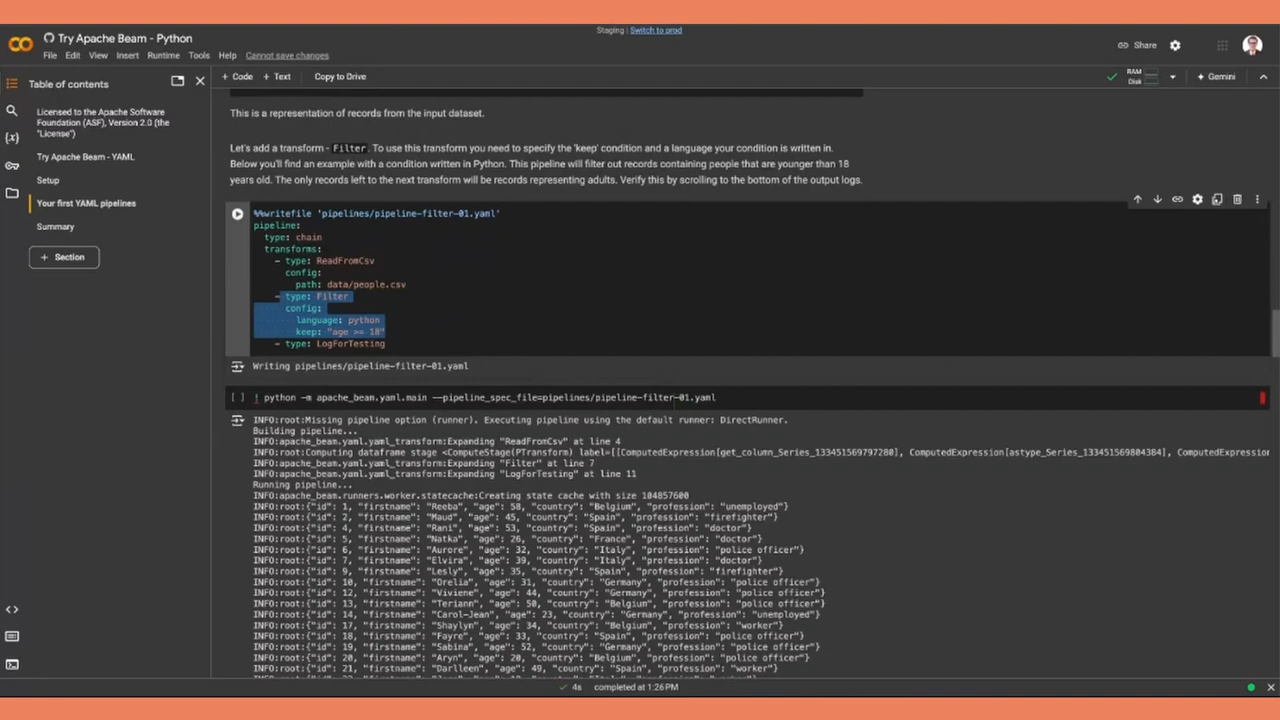 Staging | Switch to prod
Try Apache Beam - Python
File Edit View Insert Runtime Tools Help Cannot save changes
Share
Table of contents
+ Code + Text Copy to Drive
RAM
Disk
Gemini
Licensed to the Apache Software
Foundation (ASF), Version 2.0 (the
"License")
Try Apache Beam - YAML
Setup
Your first YAML pipelines
Summary
+ Section
This is a representation of records from the input dataset.
Let's add a transform - Filter. To use this transform you need to specify the 'keep' condition and a language your condition is written in.
Below you'll find an example with a condition written in Python. This pipeline will filter out records containing people that are younger than 18
years old. The only records left to the next transform will be records representing adults. Verify this by scrolling to the bottom of the output logs.
%%writefile 'pipelines/pipeline-filter-01.yaml'
pipeline:
type: chain
transforms:
- type: ReadFromCsv
config:
path: data/people.csv
- type: Filter
config:
language: python
keep: "age >= 18"
- type: LogForTesting
Writing pipelines/pipeline-filter-01.yaml
[ ] ! python -m apache_beam.yaml.main --pipeline_spec_file=pipelines/pipeline-filter-01.yaml
INFO:root:Missing pipeline option (runner). Executing pipeline using the default runner: DirectRunner.
Building pipeline...
INFO:apache_beam.yaml.yaml_transform:Expanding "ReadFromCsv" at line 4
INFO:root:Computing dataframe stage <ComputeStage(PTransform) label=[[ComputedExpression[get_column_Series_133451569797280], ComputedExpression[astype_Series_133451569804384], ComputedExpression
INFO:apache_beam.yaml.yaml_transform:Expanding "Filter" at line 7
INFO:apache_beam.yaml.yaml_transform:Expanding "LogForTesting" at line 11
Running pipeline...
INFO:apache_beam.runners.worker.statecache:Creating state cache with size 104857600
INFO:root:{"id": 1, "firstname": "Reeba", "age": 58, "country": "Belgium", "profession": "unemployed"}
INFO:root:{"id": 2, "firstname": "Maud", "age": 45, "country": "Spain", "profession": "firefighter"}
INFO:root:{"id": 4, "firstname": "Rani", "age": 53, "country": "Spain", "profession": "doctor"}
INFO:root:{"id": 5, "firstname": "Natka", "age": 26, "country": "France", "profession": "doctor"}
INFO:root:{"id": 6, "firstname": "Aurore", "age": 32, "country": "Italy", "profession": "police officer"}
INFO:root:{"id": 7, "firstname": "Elvira", "age": 39, "country": "Italy", "profession": "doctor"}
INFO:root:{"id": 9, "firstname": "Lesly", "age": 35, "country": "Spain", "profession": "firefighter"}
INFO:root:{"id": 10, "firstname": "Orelia", "age": 31, "country": "Germany", "profession": "police officer"}
INFO:root:{"id": 12, "firstname": "Viviene", "age": 44, "country": "Germany", "profession": "police officer"}
INFO:root:{"id": 13, "firstname": "Teriann", "age": 50, "country": "Belgium", "profession": "police officer"}
INFO:root:{"id": 14, "firstname": "Carol-Jean", "age": 23, "country": "Germany", "profession": "unemployed"}
INFO:root:{"id": 17, "firstname": "Shaylyn", "age": 34, "country": "Belgium", "profession": "worker"}
INFO:root:{"id": 18, "firstname": "Fayre", "age": 33, "country": "Spain", "profession": "police officer"}
INFO:root:{"id": 19, "firstname": "Sabina", "age": 52, "country": "Germany", "profession": "police officer"}
INFO:root:{"id": 20, "firstname": "Aryn", "age": 20, "country": "Belgium", "profession": "police officer"}
INFO:root:{"id": 21, "firstname": "Darlleen", "age": 49, "country": "Spain", "profession": "worker"}
4s completed at 1:26 PM